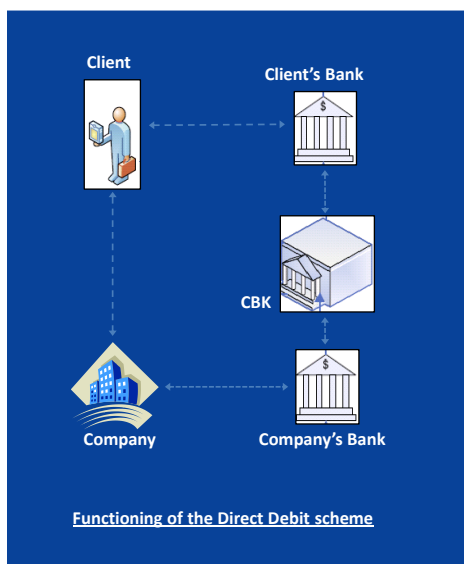 Client
Client's Bank
$
CBK
$
Company
Company's Bank
Functioning of the Direct Debit scheme